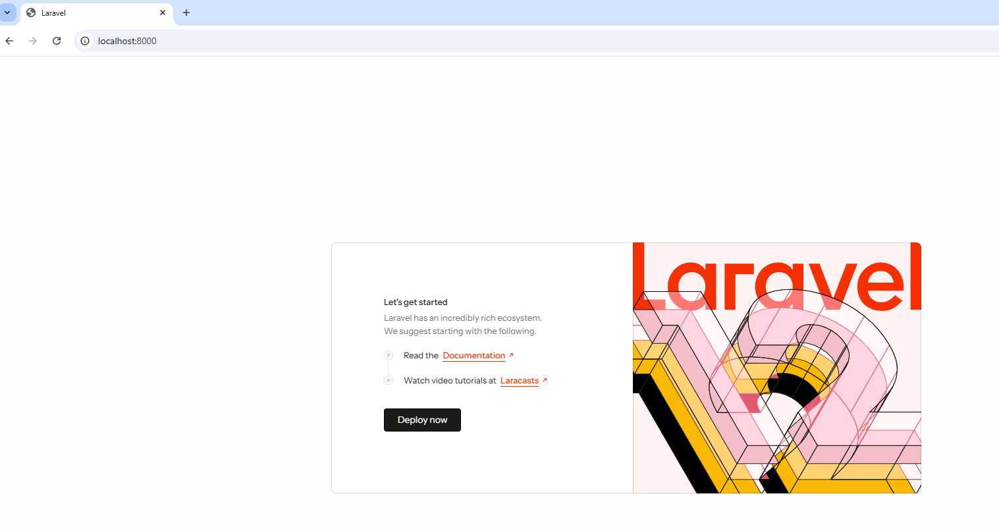 Laravel
localhost:8000
Let's get started
Laravel has an incredibly rich ecosystem.
We suggest starting with the following.
Read the Documentation
Watch video tutorials at Laracasts
Deploy now
Laravel